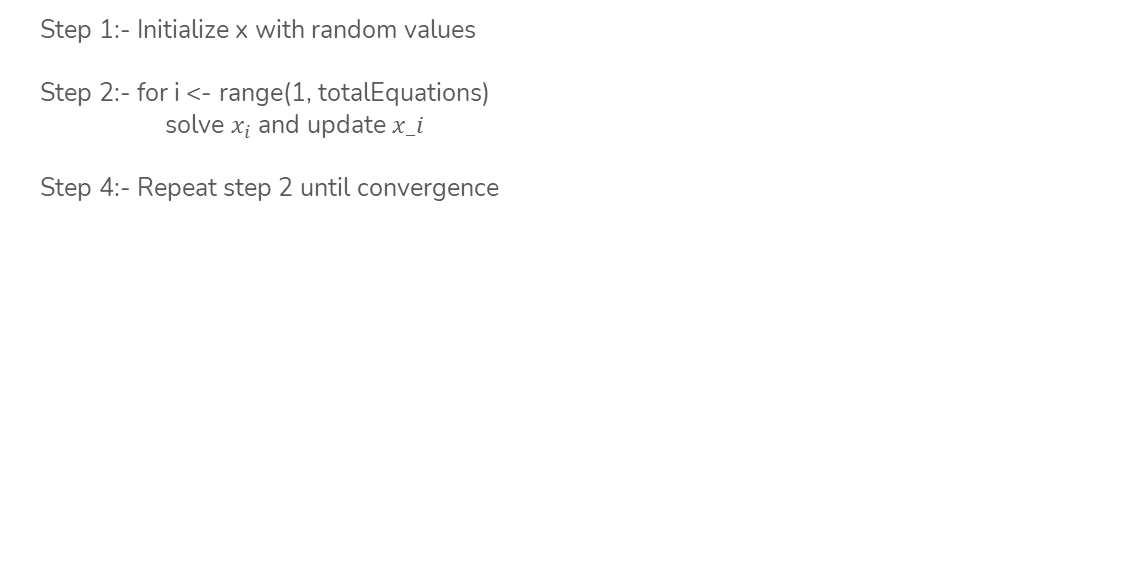 Step 1:- Initialize x with random values
Step 2:- for i <- range(1, totalEquations)
solve xᵢ and update x_i
Step 4:- Repeat step 2 until convergence